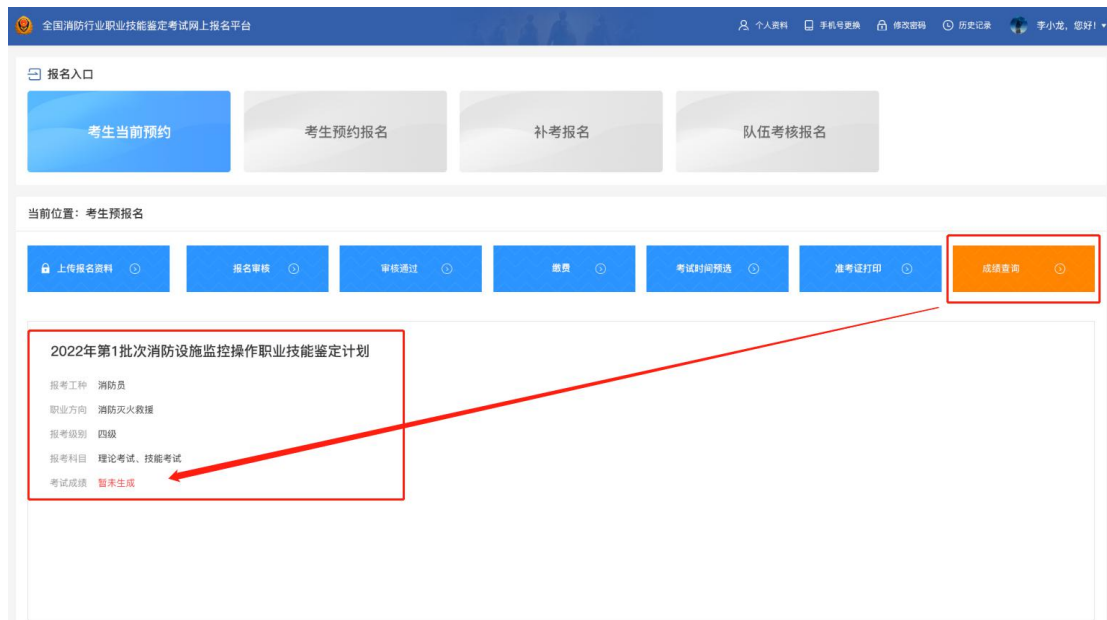 全国消防行业职业技能鉴定考试网上报名平台 个人资料 手机号更换 修改密码 历史记录 李小龙，您好！
报名入口
考生当前预约 考生预约报名 补考报名 队伍考核报名
当前位置：考生预报名
上传报名资料 报名审核 审核通过 缴费 考试时间预选 准考证打印 成绩查询
2022年第1批次消防设施监控操作职业技能鉴定计划
报考工种 消防员
职业方向 消防灭火救援
报考级别 四级
报考科目 理论考试、技能考试
考试成绩 暂未生成